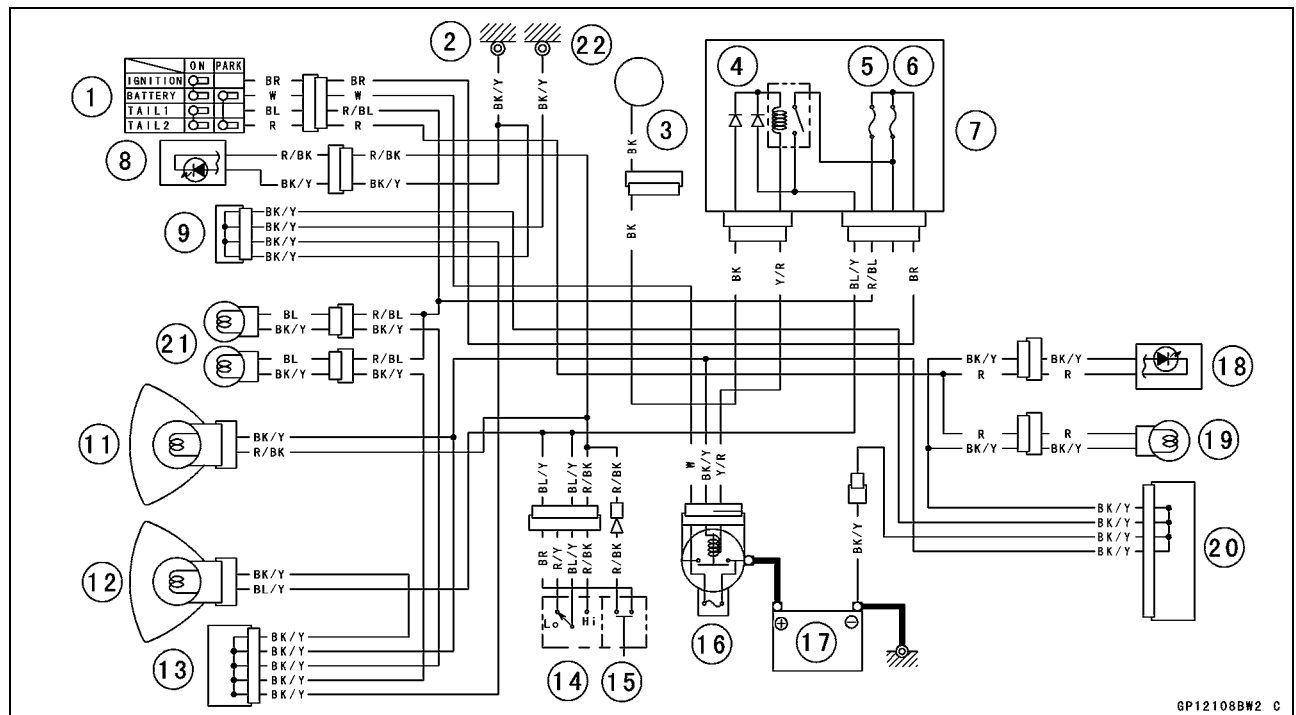 ON PARK
IGNITION
BATTERY
TAIL1
TAIL2
1
BR BR
W W
BL R/BL
R R
2
22
BK/Y
BK/Y
BK
3
BK
4
5
6
7
8
R/BK R/BK
BK/Y BK/Y
9
BK/Y
BK/Y
BK/Y
BK/Y
BK
Y/R
BL/Y
R/BL
BR
21
BL R/BL
BK/Y BK/Y
BL R/BL
BK/Y BK/Y
11
BK/Y
R/BK
12
BK/Y
BL/Y
13
BK/Y
BK/Y
BK/Y
BK/Y
BK/Y
BL/Y
BL/Y
R/BK
R/BK
BR
R/Y
BL/Y
R/BK
R/BK
Lo
Hi
14
15
W
BK/Y
Y/R
16
17
BK/Y
BK/Y BK/Y
R R
18
R R
BK/Y BK/Y
19
BK/Y
BK/Y
BK/Y
BK/Y
20
GP12108BW2 C